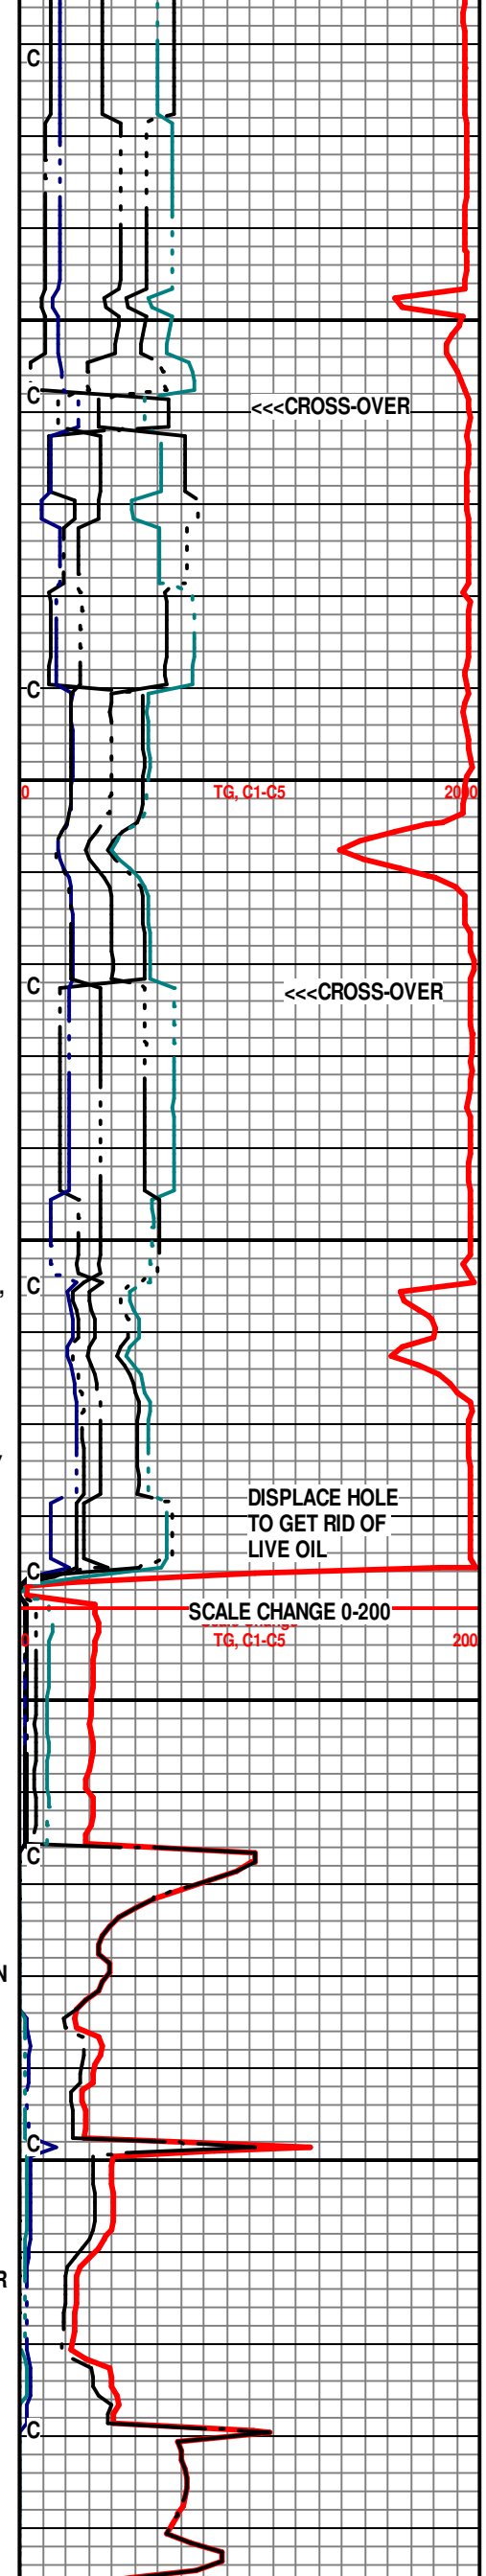 C
C
<<<CROSS-OVER
C
0 TG, C1-C5 2000
C
<<<CROSS-OVER
C
,
DISPLACE HOLE
TO GET RID OF
LIVE OIL
C
SCALE CHANGE 0-200
0 TG, C1-C5 200
C
N
C
R
C